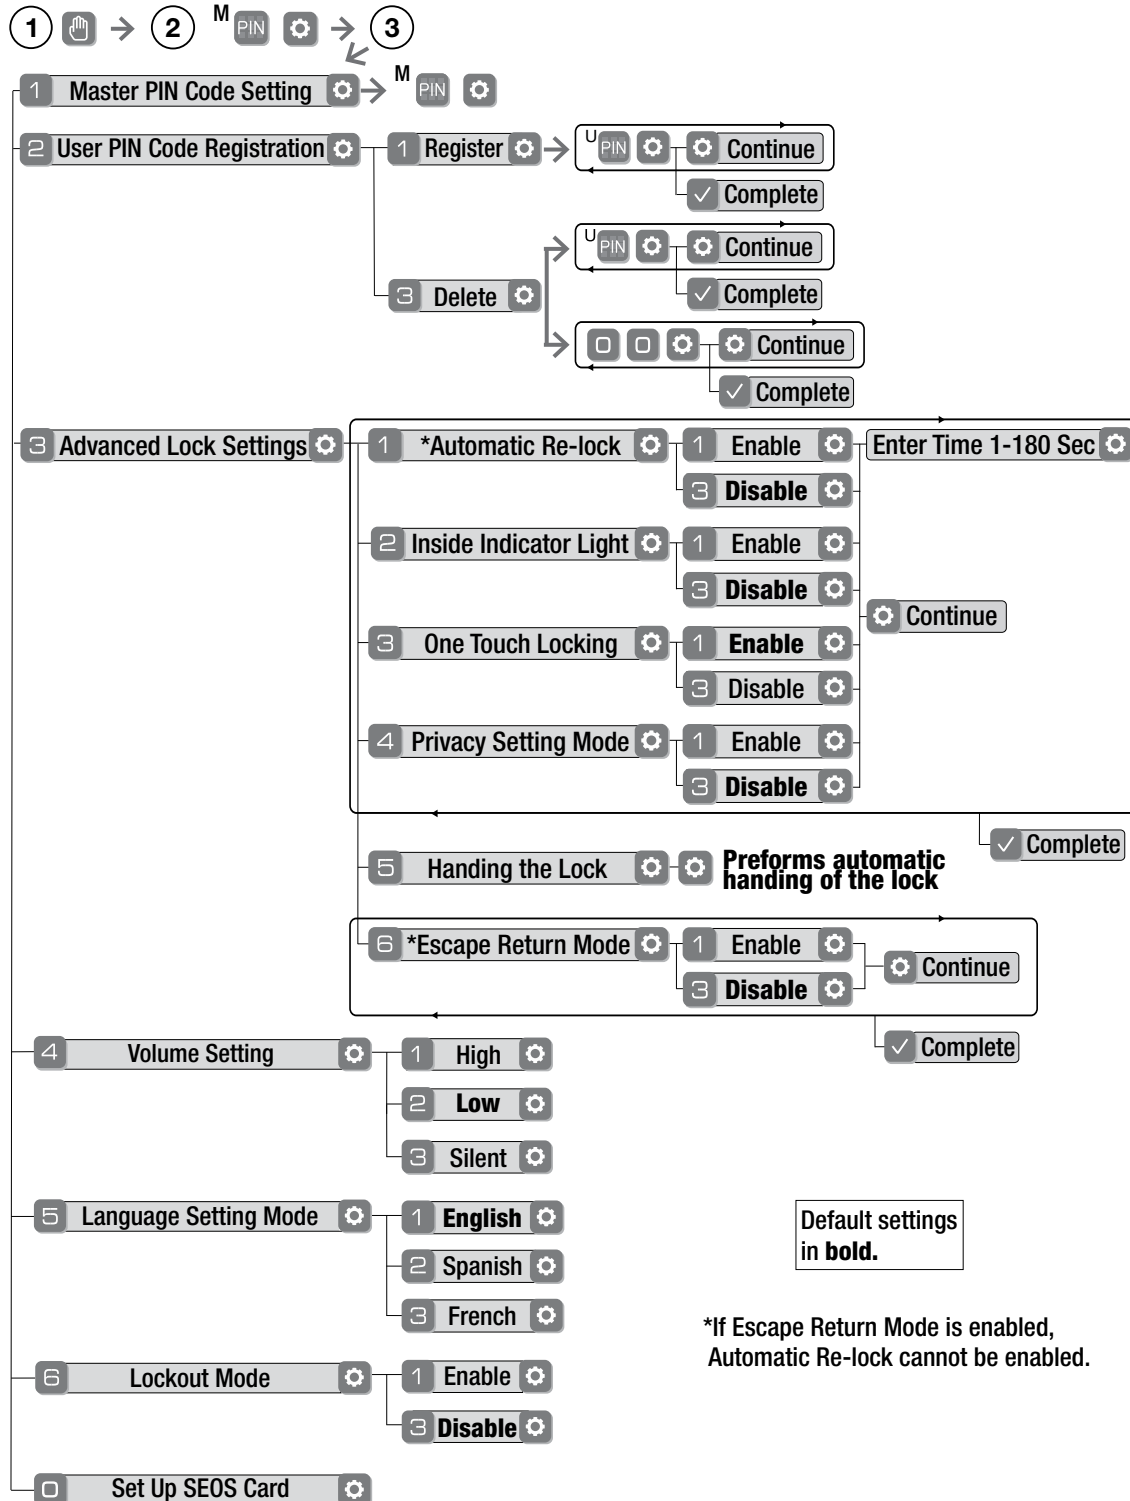 1 2 M PIN 3
1 Master PIN Code Setting M PIN
2 User PIN Code Registration 1 Register U PIN Continue
Complete
U PIN Continue
3 Delete Complete
0 0 Continue
Complete
3 Advanced Lock Settings 1 *Automatic Re-lock 1 Enable Enter Time 1-180 Sec
3 Disable
2 Inside Indicator Light 1 Enable
3 Disable
Continue
3 One Touch Locking 1 Enable
3 Disable
4 Privacy Setting Mode 1 Enable
3 Disable
Complete
5 Handing the Lock Preforms automatic
handing of the lock
6 *Escape Return Mode 1 Enable
Continue
3 Disable
Complete
4 Volume Setting 1 High
2 Low
3 Silent
5 Language Setting Mode 1 English
2 Spanish
3 French
Default settings
in bold.
*If Escape Return Mode is enabled,
Automatic Re-lock cannot be enabled.
6 Lockout Mode 1 Enable
3 Disable
0 Set Up SEOS Card